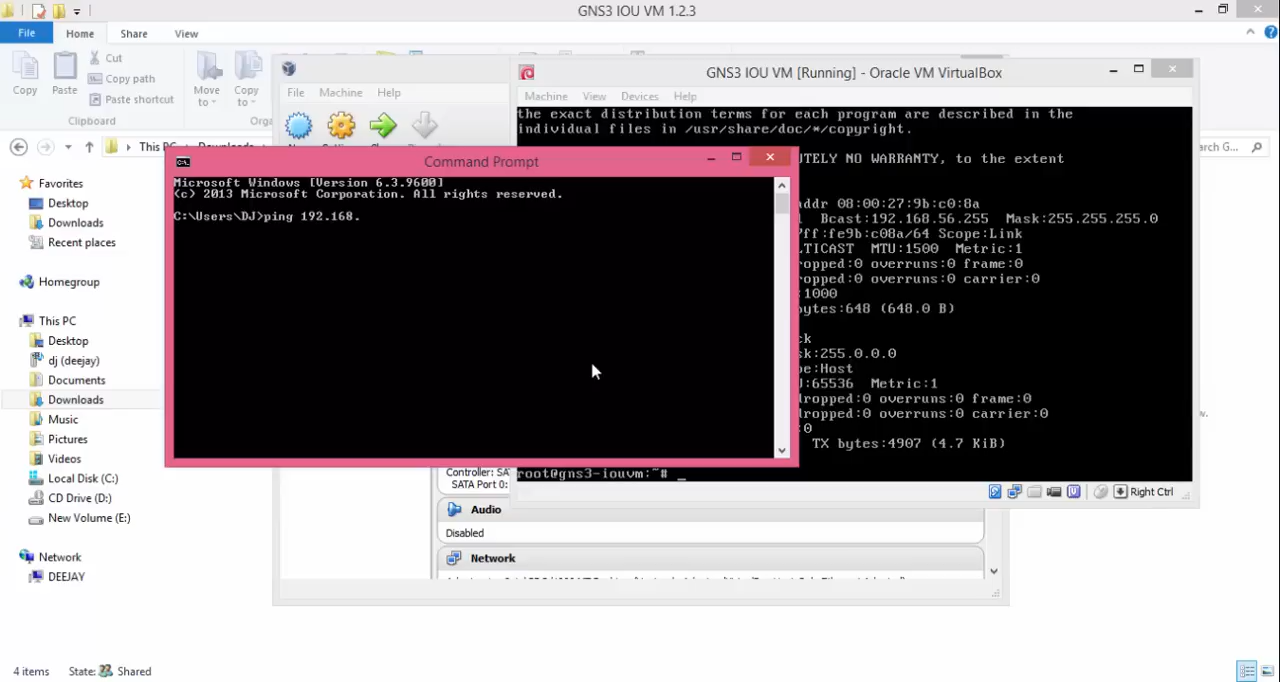 GNS3 IOU VM 1.2.3
File
Home
Share
View
Copy
Paste
Cut
Copy path
Paste shortcut
Clipboard
Move
to
Copy
to
This PC
Downloads
Favorites
Desktop
Downloads
Recent places
Homegroup
This PC
Desktop
dj (deejay)
Documents
Downloads
Music
Pictures
Videos
Local Disk (C:)
CD Drive (D:)
New Volume (E:)
Network
DEEJAY
4 items
State:
Shared
File
Machine
Help
Controller: SA
SATA Port 0:
Audio
Disabled
Network
GNS3 IOU VM [Running] - Oracle VM VirtualBox
Machine
View
Devices
Help
the exact distribution terms for each program are described in the
individual files in /usr/share/doc/*/copyright.
UTELY NO WARRANTY, to the extent
addr 08:00:27:9b:c0:8a
Bcast:192.168.56.255 Mask:255.255.255.0
7ff:fe9b:c08a/64 Scope:Link
LTICAST MTU:1500 Metric:1
ropped:0 overruns:0 frame:0
dropped:0 overruns:0 carrier:0
:1000
bytes:648 (648.0 B)
ck
sk:255.0.0.0
pe:Host
U:65536 Metric:1
dropped:0 overruns:0 frame:0
dropped:0 overruns:0 carrier:0
:0
TX bytes:4907 (4.7 KiB)
root@gns3-iouvm:~# _
Right Ctrl
Command Prompt
Microsoft Windows [Version 6.3.9600]
(c) 2013 Microsoft Corporation. All rights reserved.
C:\Users\DJ>ping 192.168.